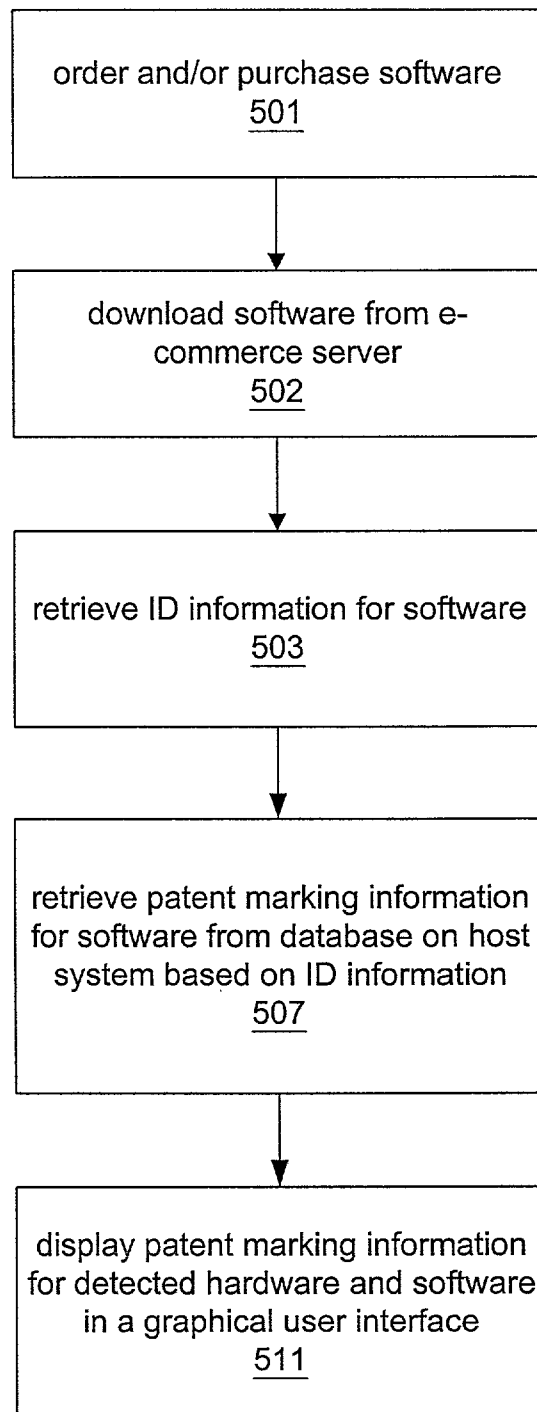 order and/or purchase software
501
download software from e-
commerce server
502
retrieve ID information for software
503
retrieve patent marking information
for software from database on host
system based on ID information
507
display patent marking information
for detected hardware and software
in a graphical user interface
511